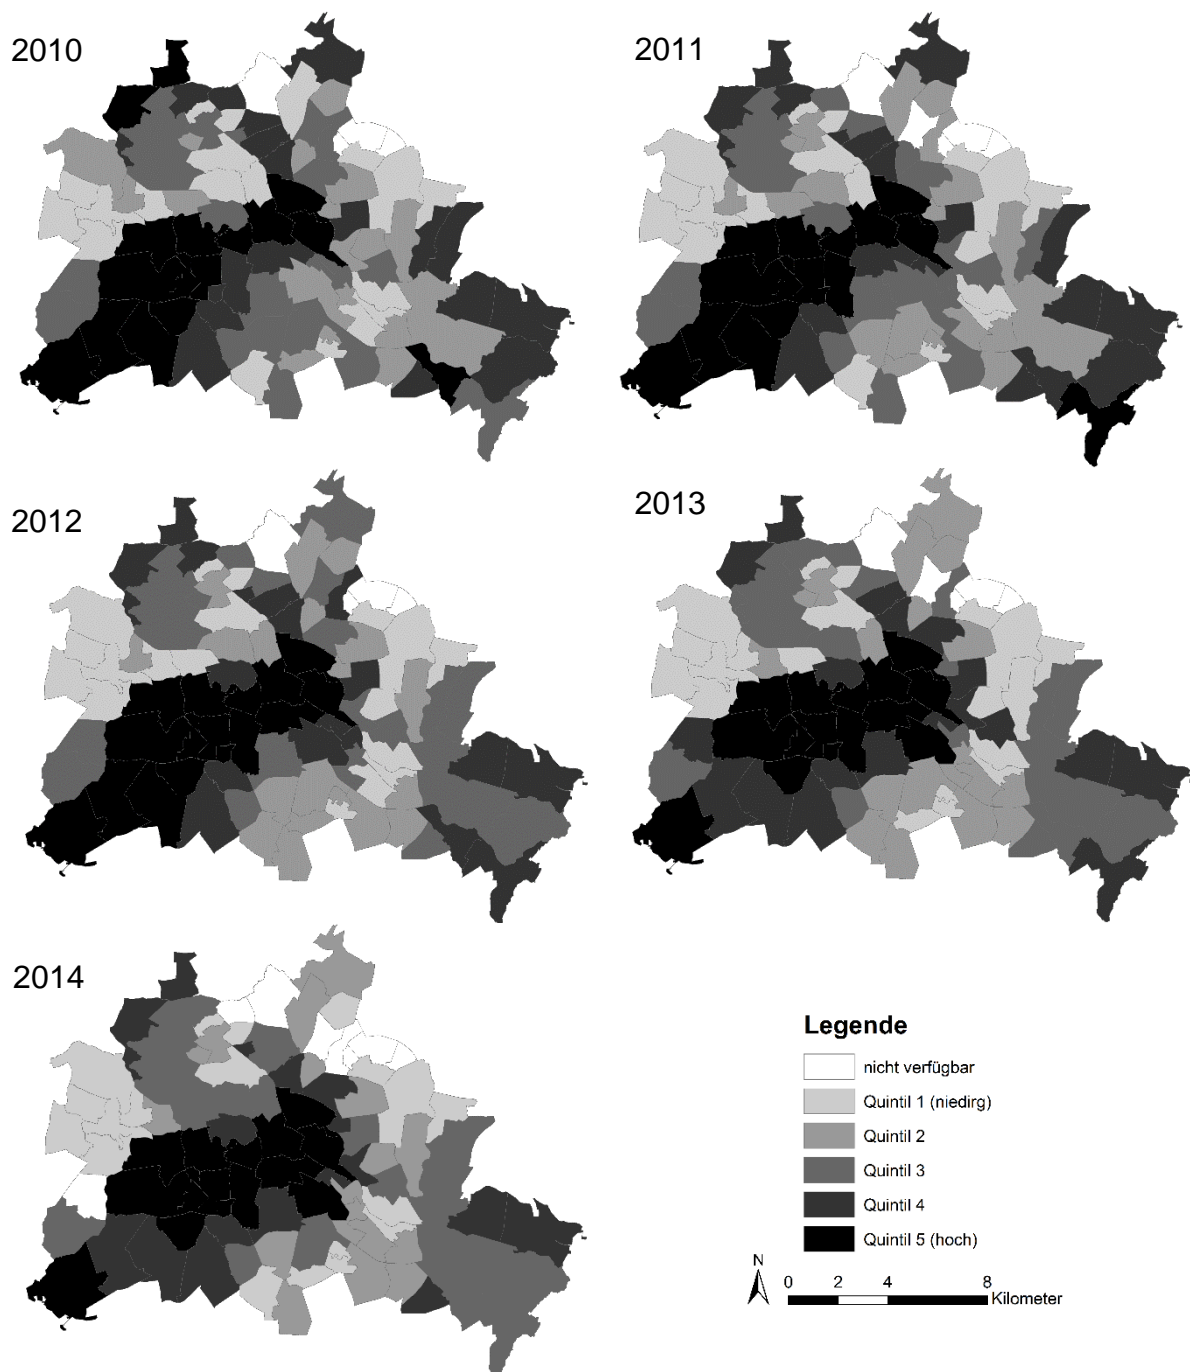 2010
2011
2012
2013
2014
Legende
nicht verfügbar
Quintil 1 (niedirg)
Quintil 2
Quintil 3
Quintil 4
Quintil 5 (hoch)
N
0 2 4 8
Kilometer